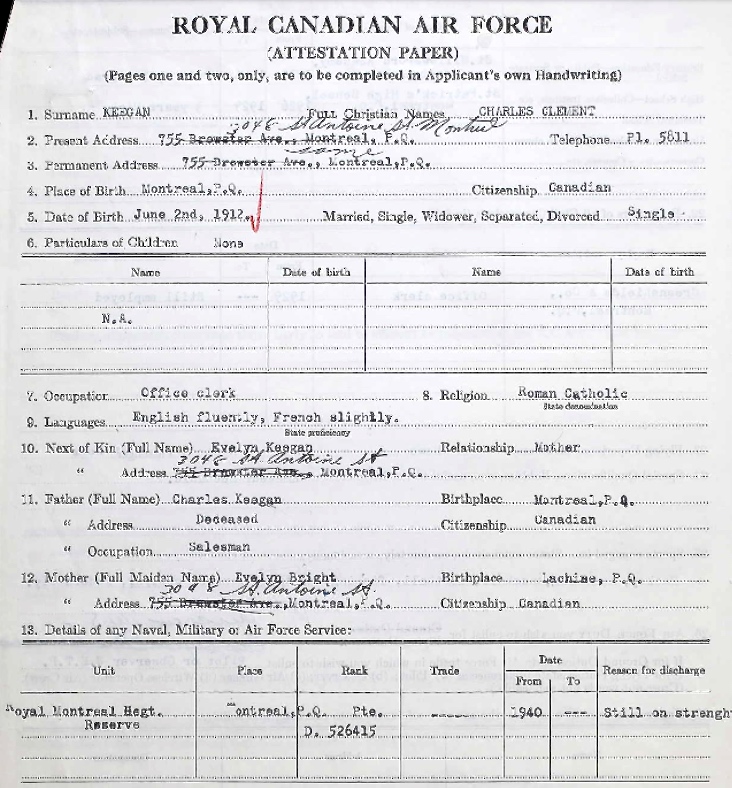 ROYAL CANADIAN AIR FORCE
(ATTESTATION PAPER)
(Pages one and two, only, are to be completed in Applicant's own Handwriting)
1. Surname KEEGAN Full Christian Names CHARLES CLEMENT
3048 St Antoine St. Montreal
2. Present Address 755 Brewster Ave., Montreal, P.Q. Telephone Pl. 5811
same
3. Permanent Address 755 Brewster Ave., Montreal,P.Q.
4. Place of Birth Montreal,P.Q. Citizenship Canadian
5. Date of Birth June 2nd, 1912. Married, Single, Widower, Separated, Divorced Single
6. Particulars of Children None
Name Date of birth Name Date of birth
N.A.
7. Occupation Office clerk 8. Religion Roman Catholic
State denomination
9. Languages English fluently, French slightly.
State proficiency
10. Next of Kin (Full Name) Evelyn Keegan Relationship Mother
3048 St. Antoine St
" Address 755 Brewster Ave., Montreal,P.Q.
11. Father (Full Name) Charles Keegan Birthplace Montreal,P.Q.
" Address Deceased Citizenship Canadian
" Occupation Salesman
12. Mother (Full Maiden Name) Evelyn Bright Birthplace Lachine, P.Q.
3048 St. Antoine St.
" Address 755 Brewster Ave.,Montreal,P.Q. Citizenship Canadian
13. Details of any Naval, Military or Air Force Service:
Unit Place Rank Trade Date Reason for discharge
From To
Royal Montreal Regt. Montreal,P.Q. Pte. ----- 1940 --- Still on strenght
Reserve D. 526415